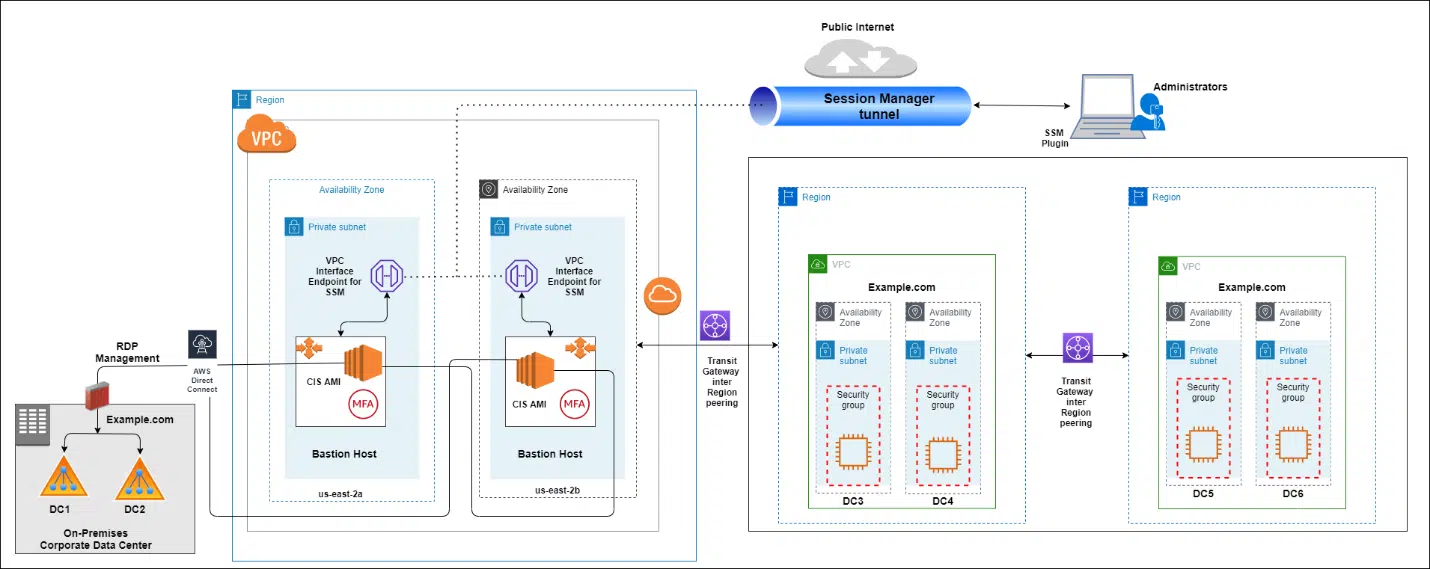 Public Internet
Session Manager
tunnel
Administrators
SSM
Plugin
Region
VPC
Availability Zone
Private subnet
VPC
Interface
Endpoint for
SSM
CIS AMI
MFA
Bastion Host
us-east-2a
Availability Zone
Private subnet
VPC
Interface
Endpoint for
SSM
CIS AMI
MFA
Bastion Host
us-east-2b
RDP
Management
AWS
Direct
Connect
Example.com
DC1
DC2
On-Premises
Corporate Data Center
Transit
Gateway
inter
Region
peering
Region
VPC
Example.com
Availability
Zone
Private
subnet
Security
group
DC3
Availability
Zone
Private
subnet
Security
group
DC4
Transit
Gateway
inter
Region
peering
Region
VPC
Example.com
Availability
Zone
Private
subnet
Security
group
DC5
Availability
Zone
Private
subnet
Security
group
DC6